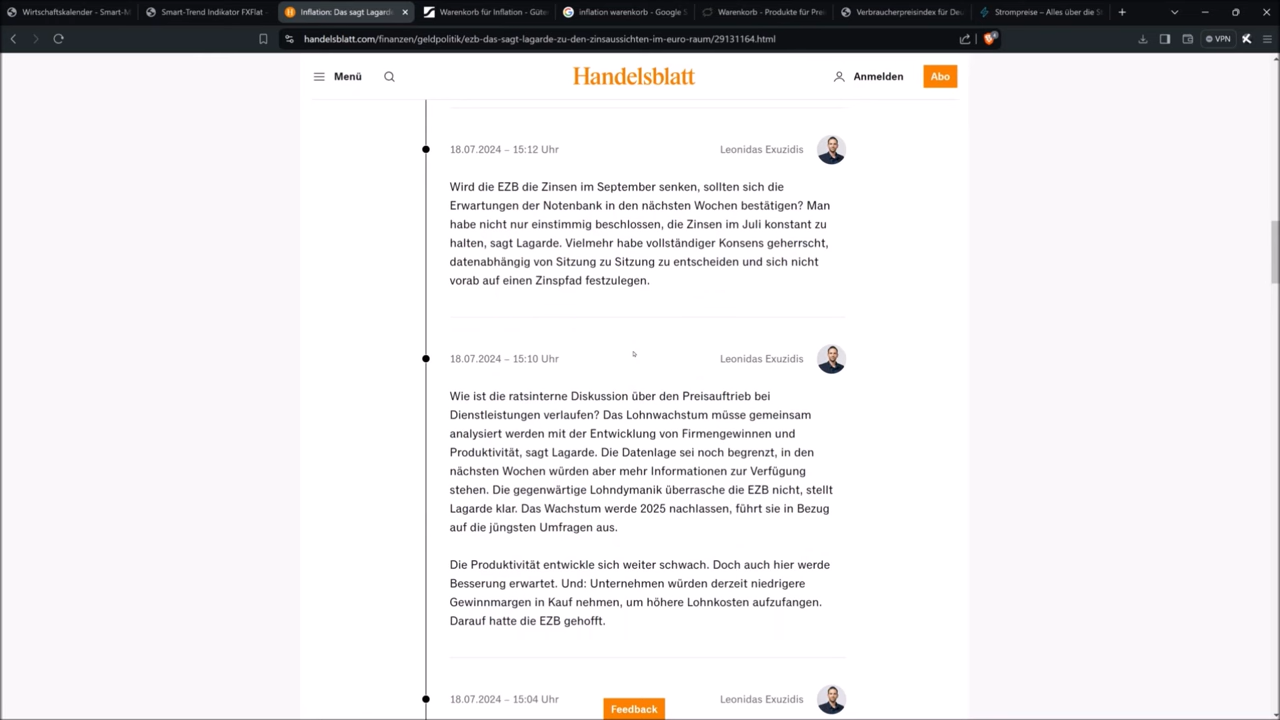 Wirtschaftskalender - Smart-M
Smart-Trend Indikator FXFlat
Inflation: Das sagt Lagarde
Warenkorb für Inflation - Güte
inflation warenkorb - Google S
Warenkorb - Produkte für Prei
Verbraucherpreisindex für Deu
Strompreise – Alles über die St
handelsblatt.com/finanzen/geldpolitik/ezb-das-sagt-lagarde-zu-den-zinsaussichten-im-euro-raum/29131164.html
VPN
Menü
Handelsblatt
Anmelden
Abo
18.07.2024 – 15:12 Uhr
Leonidas Exuzidis
Wird die EZB die Zinsen im September senken, sollten sich die
Erwartungen der Notenbank in den nächsten Wochen bestätigen? Man
habe nicht nur einstimmig beschlossen, die Zinsen im Juli konstant zu
halten, sagt Lagarde. Vielmehr habe vollständiger Konsens geherrscht,
datenabhängig von Sitzung zu Sitzung zu entscheiden und sich nicht
vorab auf einen Zinspfad festzulegen.
18.07.2024 – 15:10 Uhr
Leonidas Exuzidis
Wie ist die ratsinterne Diskussion über den Preisauftrieb bei
Dienstleistungen verlaufen? Das Lohnwachstum müsse gemeinsam
analysiert werden mit der Entwicklung von Firmengewinnen und
Produktivität, sagt Lagarde. Die Datenlage sei noch begrenzt, in den
nächsten Wochen würden aber mehr Informationen zur Verfügung
stehen. Die gegenwärtige Lohndymanik überrasche die EZB nicht, stellt
Lagarde klar. Das Wachstum werde 2025 nachlassen, führt sie in Bezug
auf die jüngsten Umfragen aus.
Die Produktivität entwickle sich weiter schwach. Doch auch hier werde
Besserung erwartet. Und: Unternehmen würden derzeit niedrigere
Gewinnmargen in Kauf nehmen, um höhere Lohnkosten aufzufangen.
Darauf hatte die EZB gehofft.
18.07.2024 – 15:04 Uhr
Leonidas Exuzidis
Feedback